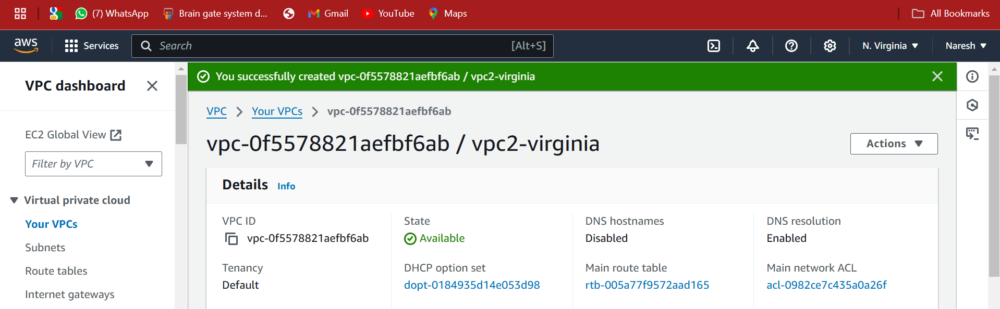 (7) WhatsApp
Brain gate system d...
Gmail
YouTube
Maps
All Bookmarks
aws
Services
Search
[Alt+S]
N. Virginia
Naresh
VPC dashboard
EC2 Global View
Filter by VPC
Virtual private cloud
Your VPCs
Subnets
Route tables
Internet gateways
You successfully created vpc-0f5578821aefbf6ab / vpc2-virginia
VPC
Your VPCs
vpc-0f5578821aefbf6ab
vpc-0f5578821aefbf6ab / vpc2-virginia
Actions
Details
Info
VPC ID
vpc-0f5578821aefbf6ab
State
Available
DNS hostnames
Disabled
DNS resolution
Enabled
Tenancy
Default
DHCP option set
dopt-0184935d14e053d98
Main route table
rtb-005a77f9572aad165
Main network ACL
acl-0982ce7c435a0a26f